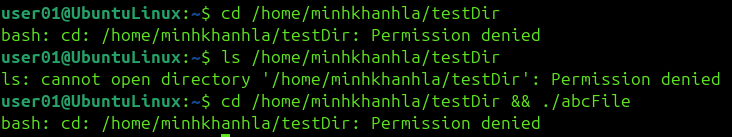 user01@UbuntuLinux:~$ cd /home/minhkhanhla/testDir
bash: cd: /home/minhkhanhla/testDir: Permission denied
user01@UbuntuLinux:~$ ls /home/minhkhanhla/testDir
ls: cannot open directory '/home/minhkhanhla/testDir': Permission denied
user01@UbuntuLinux:~$ cd /home/minhkhanhla/testDir && ./abcFile
bash: cd: /home/minhkhanhla/testDir: Permission denied